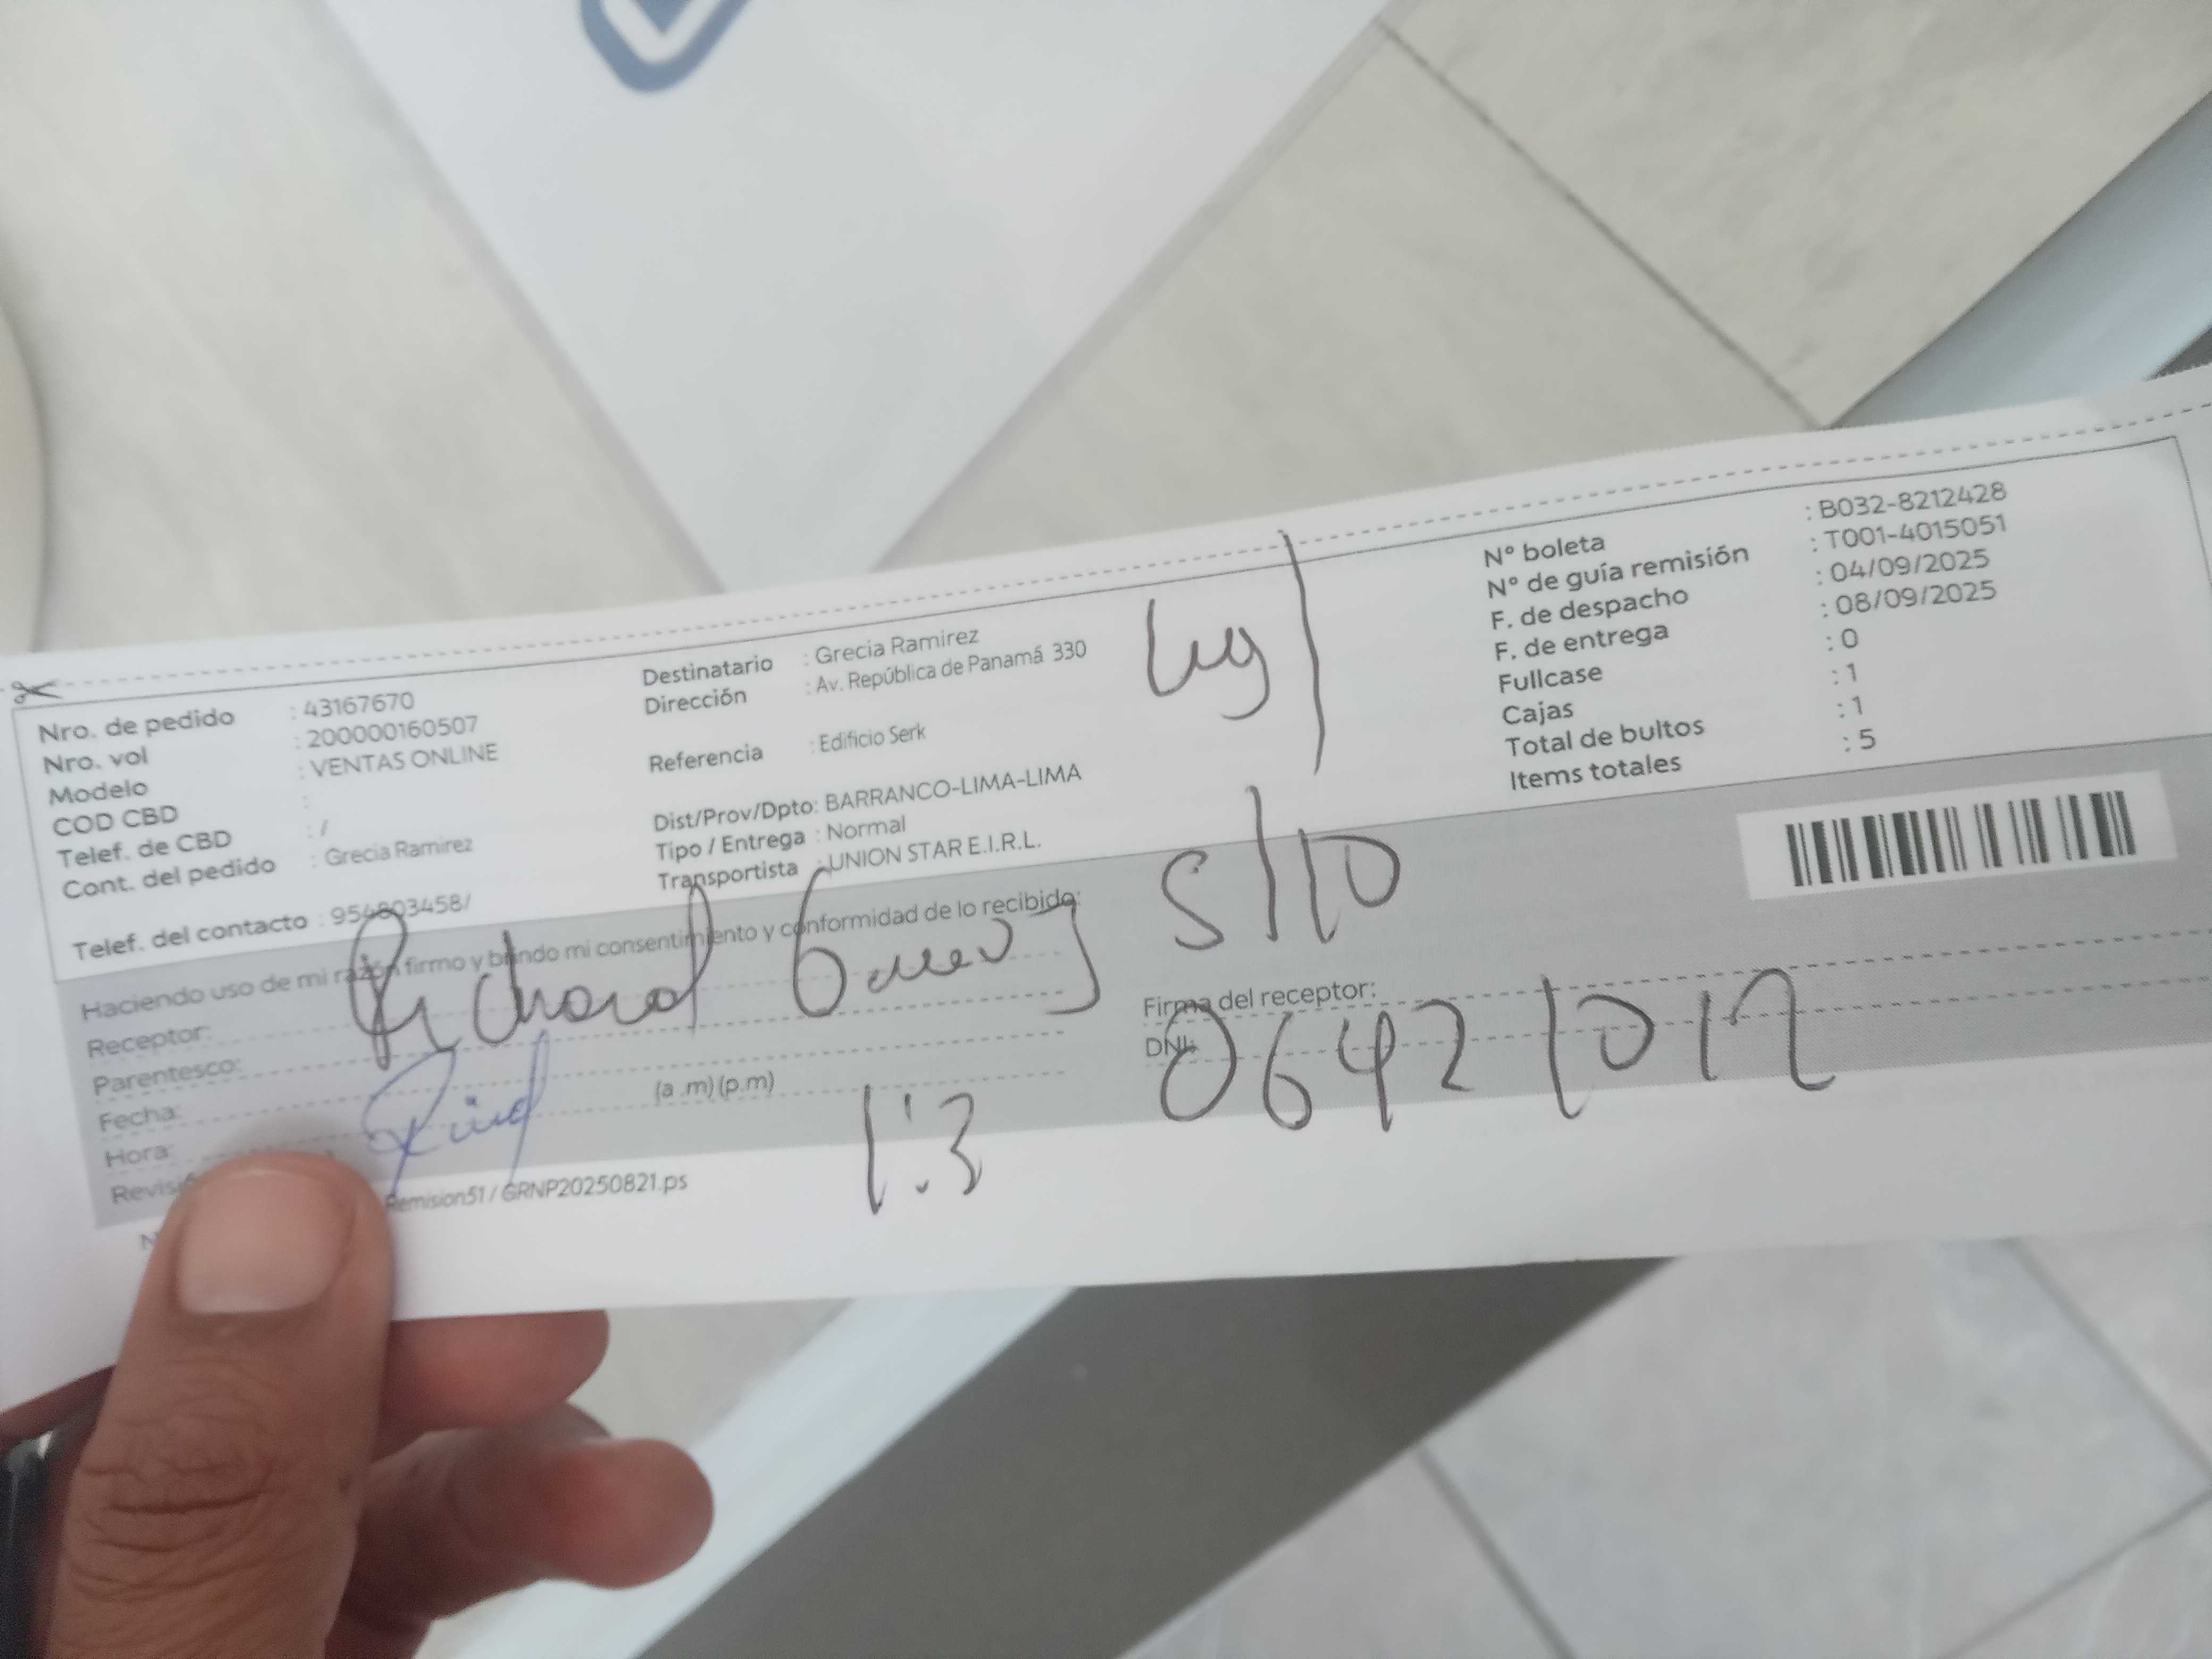 Nro. de pedido : 43167670
Nro. vol : 200000160507
Modelo : VENTAS ONLINE
COD CBD :
Telef. de CBD : /
Cont. del pedido : Grecia Ramirez
Telef. del contacto : 954803458/
Destinatario : Grecia Ramirez
Dirección : Av. República de Panamá 330
Referencia : Edificio Serk
Dist/Prov/Dpto: BARRANCO-LIMA-LIMA
Tipo / Entrega : Normal
Transportista : UNION STAR E.I.R.L.
Nº boleta : B032-8212428
Nº de guía remisión : T001-4015051
F. de despacho : 04/09/2025
F. de entrega : 08/09/2025
Fullcase : 0
Cajas : 1
Total de bultos : 1
Items totales : 5
Haciendo uso de mi razón firmo y brindo mi consentimiento y conformidad de lo recibido:
Receptor: Richard
Parentesco:
Fecha:
Hora: (a .m) (p.m)
Remision51 / GRNP20250821.ps
1:3
S/10
Firma del receptor:
DNI: 06421012